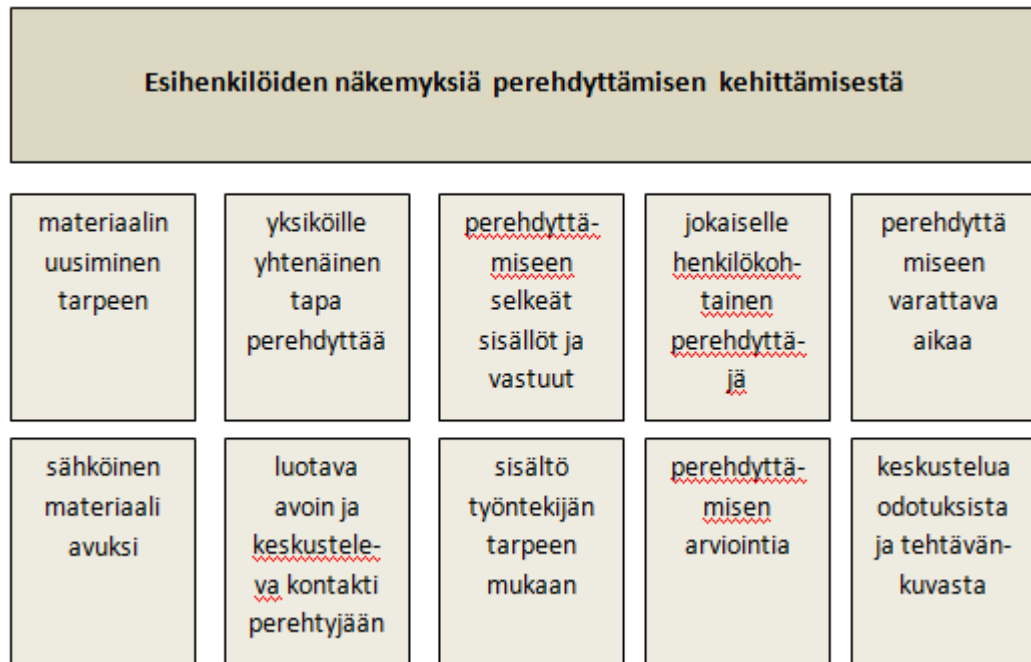 Esihenkilöiden näkemyksiä perehdyttämisen kehittämisestä
materiaalin
uusiminen
tarpeen
yksiköille
yhtenäinen
tapa
perehdyttää
perehdyttä-
miseen
selkeät
sisällöt ja
vastuut
jokaiselle
henkilökoh-
tainen
perehdyttä-
jä
perehdyttä
miseen
varattava
aikaa
sähköinen
materiaali
avuksi
luotava
avoin ja
keskustele-
va kontakti
perehtyjään
sisältö
työntekijän
tarpeen
mukaan
perehdyttä-
misen
arviointia
keskustelua
odotuksista
ja tehtävän-
kuvasta